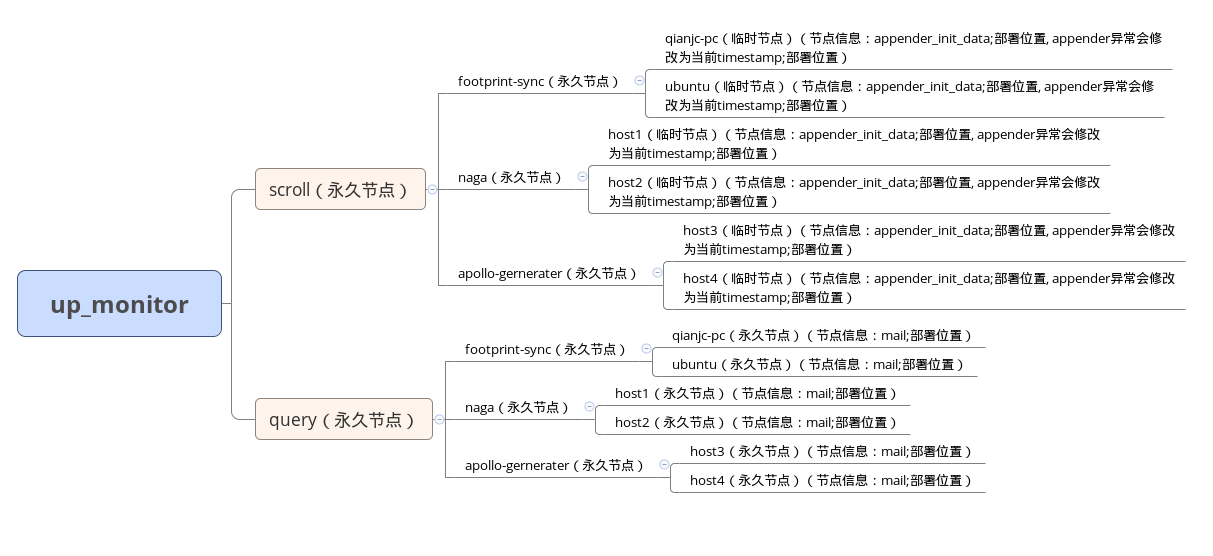 up_monitor
scroll（永久节点）
footprint-sync（永久节点）
qianjc-pc（临时节点）（节点信息：appender_init_data;部署位置, appender异常会修
改为当前timestamp;部署位置）
ubuntu（临时节点）（节点信息：appender_init_data;部署位置, appender异常会修
改为当前timestamp;部署位置）
naga（永久节点）
host1（临时节点）（节点信息：appender_init_data;部署位置, appender异常会修改
为当前timestamp;部署位置）
host2（临时节点）（节点信息：appender_init_data;部署位置, appender异常会修改
为当前timestamp;部署位置）
apollo-gernerater（永久节点）
host3（临时节点）（节点信息：appender_init_data;部署位置, appender异常会修改
为当前timestamp;部署位置）
host4（临时节点）（节点信息：appender_init_data;部署位置, appender异常会修改
为当前timestamp;部署位置）
query（永久节点）
footprint-sync（永久节点）
qianjc-pc（永久节点）（节点信息：mail;部署位置）
ubuntu（永久节点）（节点信息：mail;部署位置）
naga（永久节点）
host1（永久节点）（节点信息：mail;部署位置）
host2（永久节点）（节点信息：mail;部署位置）
apollo-gernerater（永久节点）
host3（永久节点）（节点信息：mail;部署位置）
host4（永久节点）（节点信息：mail;部署位置）